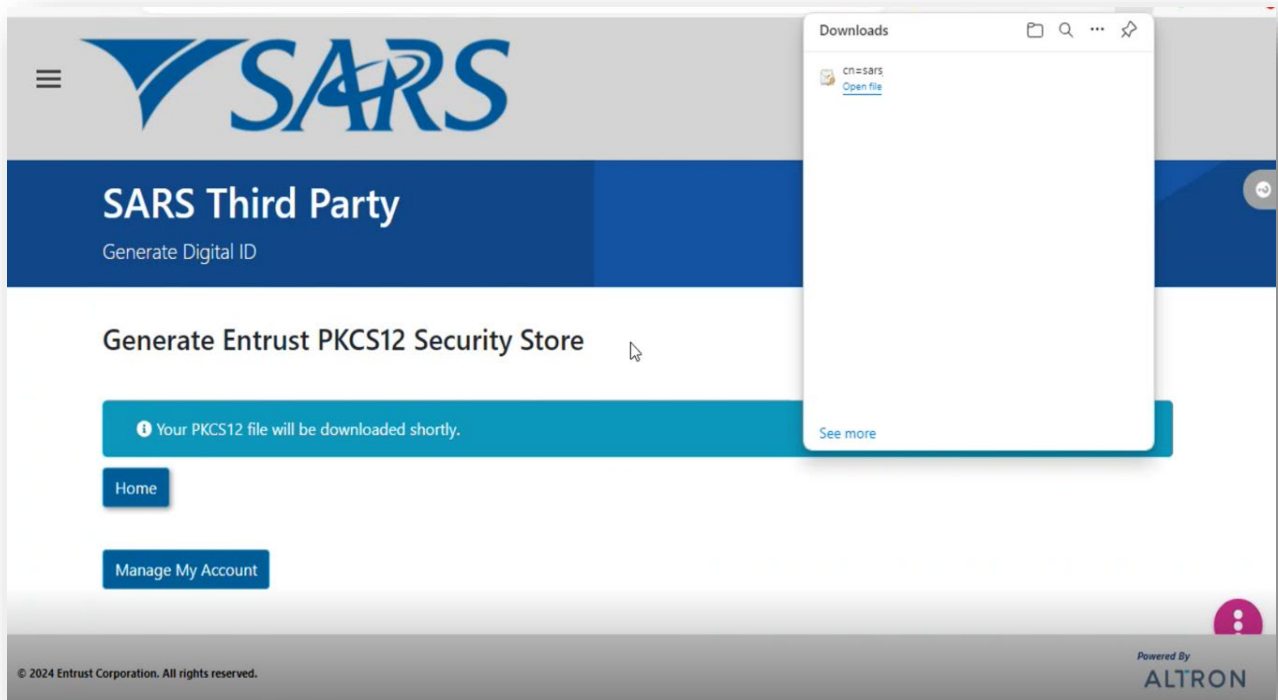 SARS
SARS Third Party
Generate Digital ID
Downloads
cn=sars
Open file
See more
Generate Entrust PKCS12 Security Store
Your PKCS12 file will be downloaded shortly.
Home
Manage My Account
© 2024 Entrust Corporation. All rights reserved.
Powered By
ALTRON